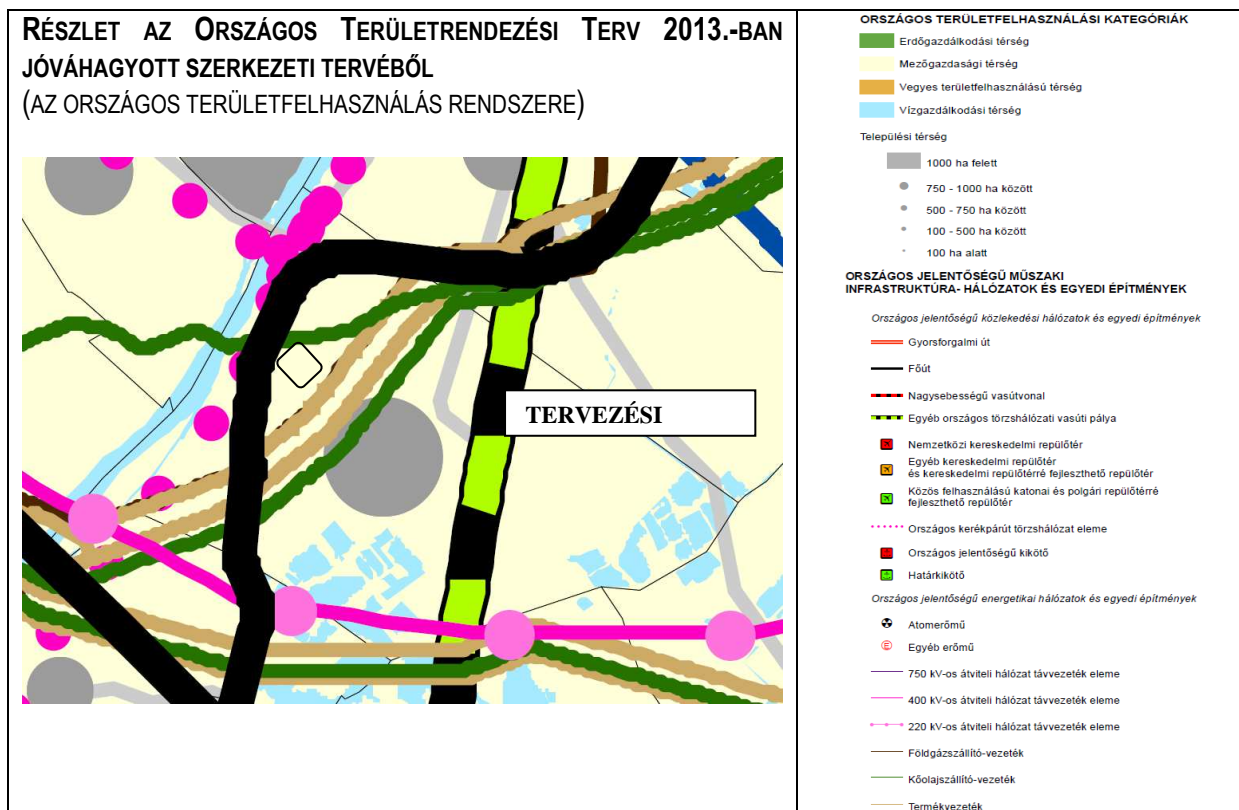 RÉSZLET AZ ORSZÁGOS TERÜLETRENDEZÉSI TERV 2013.-BAN
JÓVÁHAGYOTT SZERKEZETI TERVÉBŐL
(AZ ORSZÁGOS TERÜLETFELHASZNÁLÁS RENDSZERE)
TERVEZÉSI
ORSZÁGOS TERÜLETFELHASZNÁLÁSI KATEGÓRIÁK
Erdőgazdálkodási térség
Mezőgazdasági térség
Vegyes területfelhasználású térség
Vízgazdálkodási térség
Települési térség
1000 ha felett
750 - 1000 ha között
500 - 750 ha között
100 - 500 ha között
100 ha alatt
ORSZÁGOS JELENTŐSÉGŰ MŰSZAKI
INFRASTRUKTÚRA- HÁLÓZATOK ÉS EGYEDI ÉPÍTMÉNYEK
Országos jelentőségű közlekedési hálózatok és egyedi építmények
Gyorsforgalmi út
Főút
Nagysebességű vasútvonal
Egyéb országos törzshálózati vasúti pálya
Nemzetközi kereskedelmi repülőtér
Egyéb kereskedelmi repülőtér
és kereskedelmi repülőtérré fejleszthető repülőtér
Közös felhasználású katonai és polgári repülőtérré
fejleszthető repülőtér
Országos kerékpárút törzshálózat eleme
Országos jelentőségű kikötő
Határkikötő
Országos jelentőségű energetikai hálózatok és egyedi építmények
Atomerőmű
Egyéb erőmű
750 kV-os átviteli hálózat távvezeték eleme
400 kV-os átviteli hálózat távvezeték eleme
220 kV-os átviteli hálózat távvezeték eleme
Földgázszállító-vezeték
Kőolajszállító-vezeték
Termékvezeték